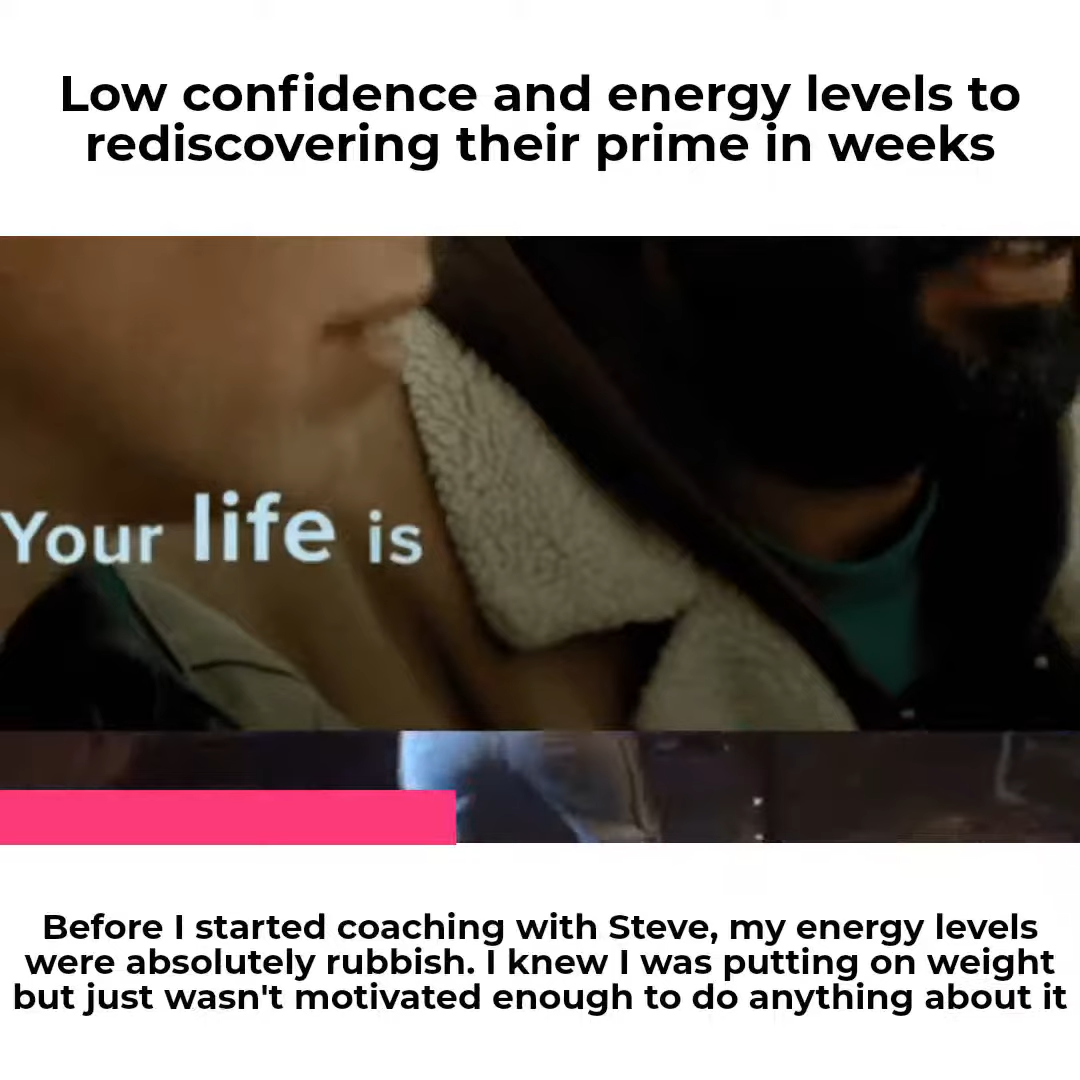 Low confidence and energy levels to
rediscovering their prime in weeks
Your life is
Before I started coaching with Steve, my energy levels
were absolutely rubbish. I knew I was putting on weight
but just wasn't motivated enough to do anything about it